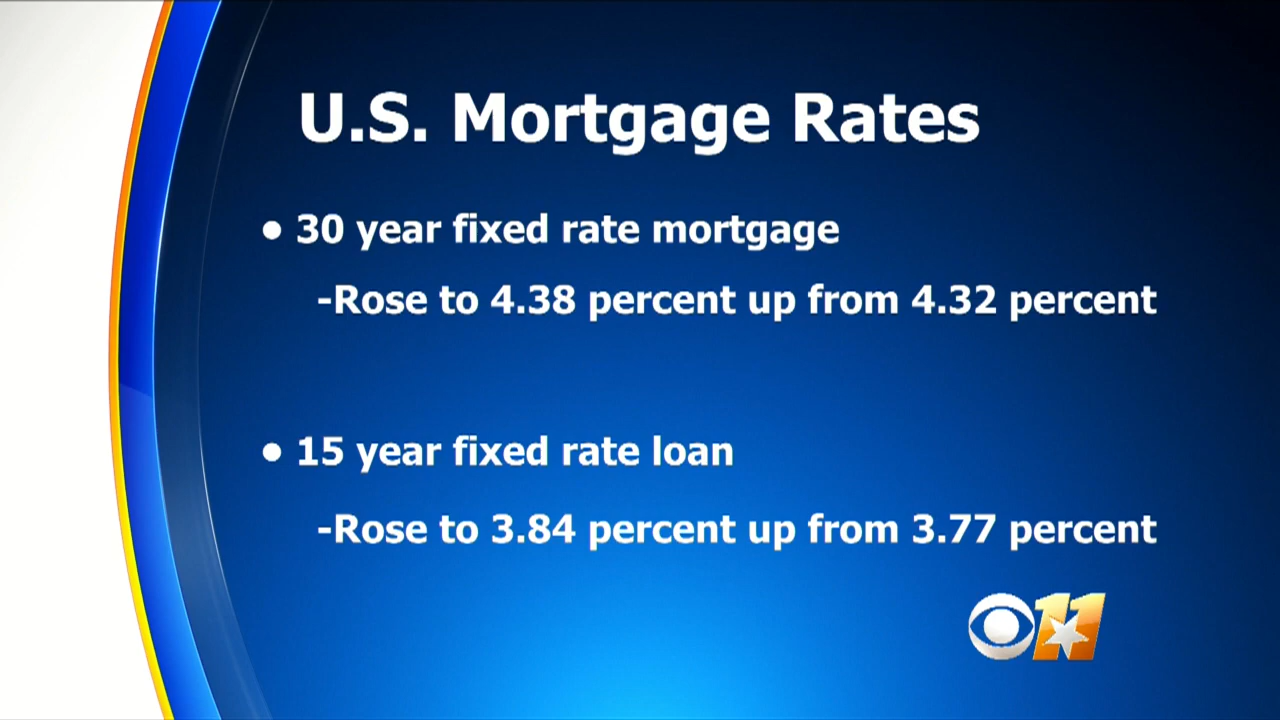 U.S. Mortgage Rates
• 30 year fixed rate mortgage
-Rose to 4.38 percent up from 4.32 percent
• 15 year fixed rate loan
-Rose to 3.84 percent up from 3.77 percent
11